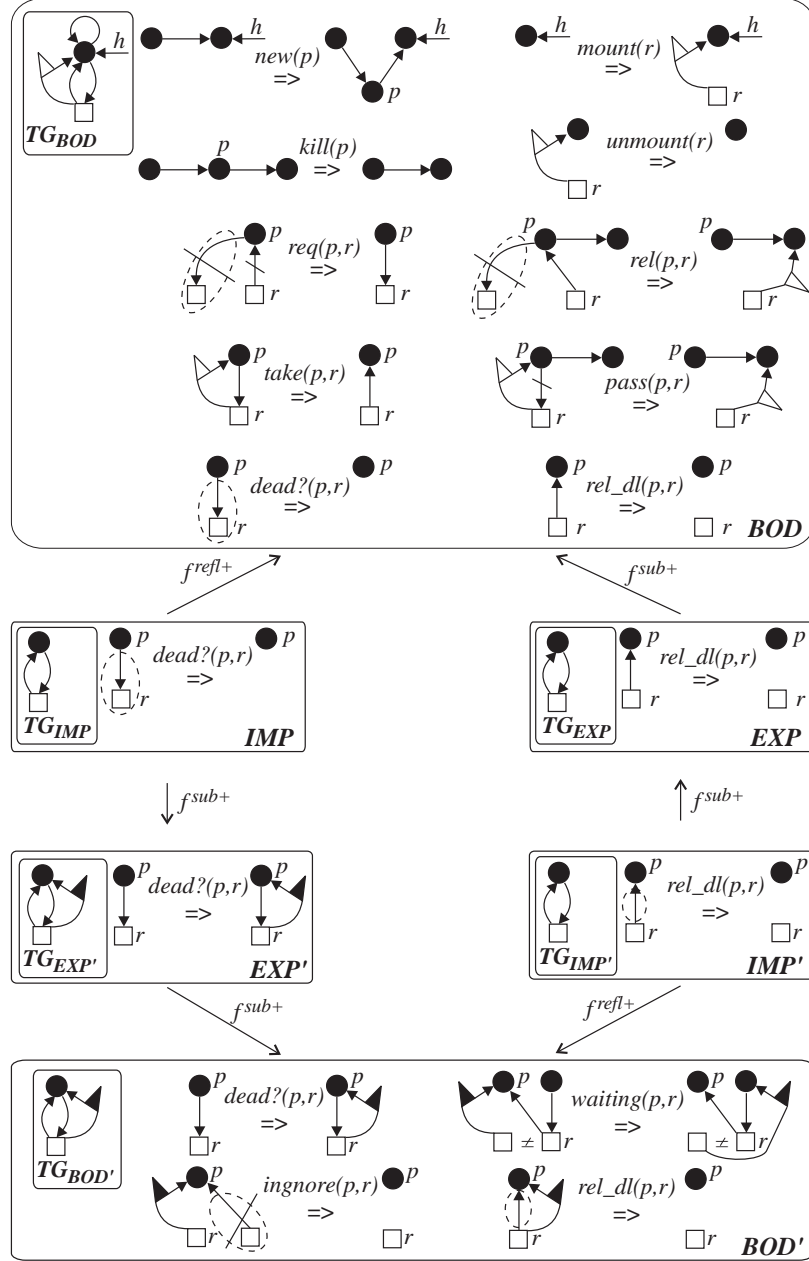 h h h h
new(p) mount(r)
=> =>
p r
TG_BOD
p kill(p) unmount(r)
=> =>
r
p req(p,r) p p rel(p,r)
=> =>
r r r r
p take(p,r) p p pass(p,r)
=> =>
r r r r
p dead?(p,r) p p rel_dl(p,r) p
=> =>
r r r BOD
f^refl+ f^sub+
p dead?(p,r) p p rel_dl(p,r) p
=> =>
r r r
TG_IMP IMP TG_EXP EXP
f^sub+ f^sub+
p dead?(p,r) p p rel_dl(p,r) p
=> =>
r r r r
TG_EXP' EXP' TG_IMP' IMP'
f^sub+ f^refl+
p dead?(p,r) p p waiting(p,r) p
=> =>
r r ≠ r ≠ r
TG_BOD'
p ingnore(p,r) p p rel_dl(p,r) p
=> =>
r r r r
BOD'